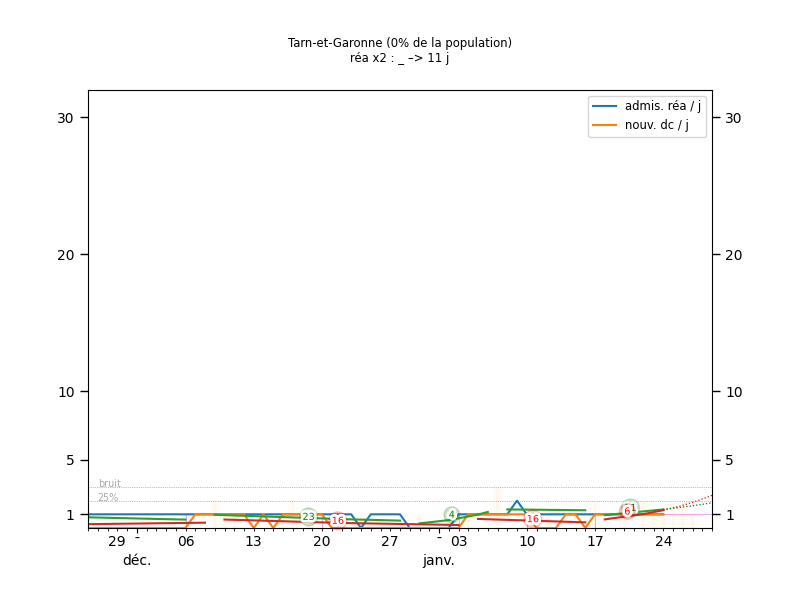 Tarn-et-Garonne (0% de la population)
réa x2 : _ –> 11 j
admis. réa / j
nouv. dc / j
30 30
20 20
10 10
5 5
bruit
25%
1 1
23 16 4 16 6
29 - 06 13 20 27 - 03 10 17 24
déc. janv.